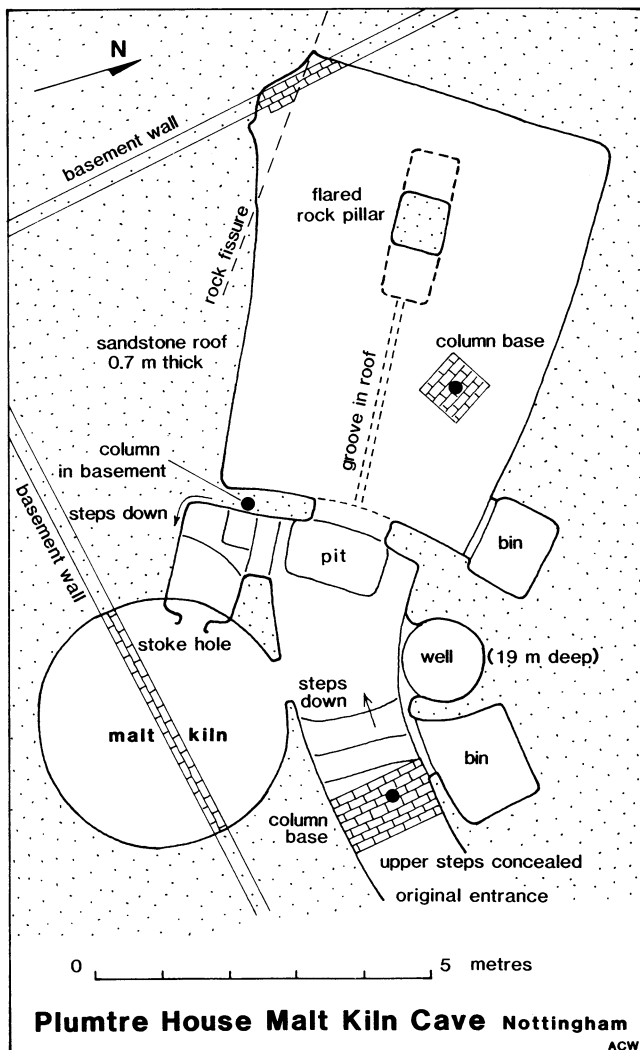 N
basement wall
flared
rock pillar
rock fissure
sandstone roof
0.7 m thick
column base
groove in roof
column
in basement
steps down
basement wall
pit
bin
stoke hole
well
(19 m deep)
steps
down
malt kiln
bin
column
base
upper steps concealed
original entrance
0 5 metres
Plumtre House Malt Kiln Cave Nottingham
ACW